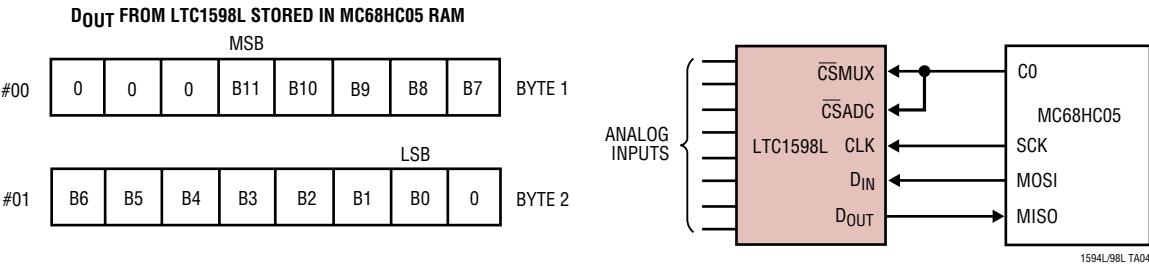 DOUT FROM LTC1598L STORED IN MC68HC05 RAM
MSB
#00 0 0 0 B11 B10 B9 B8 B7 BYTE 1
LSB
#01 B6 B5 B4 B3 B2 B1 B0 0 BYTE 2
ANALOG
INPUTS
CSMUX
CSADC
LTC1598L CLK
DIN
DOUT
C0
MC68HC05
SCK
MOSI
MISO
1594L/98L TA04